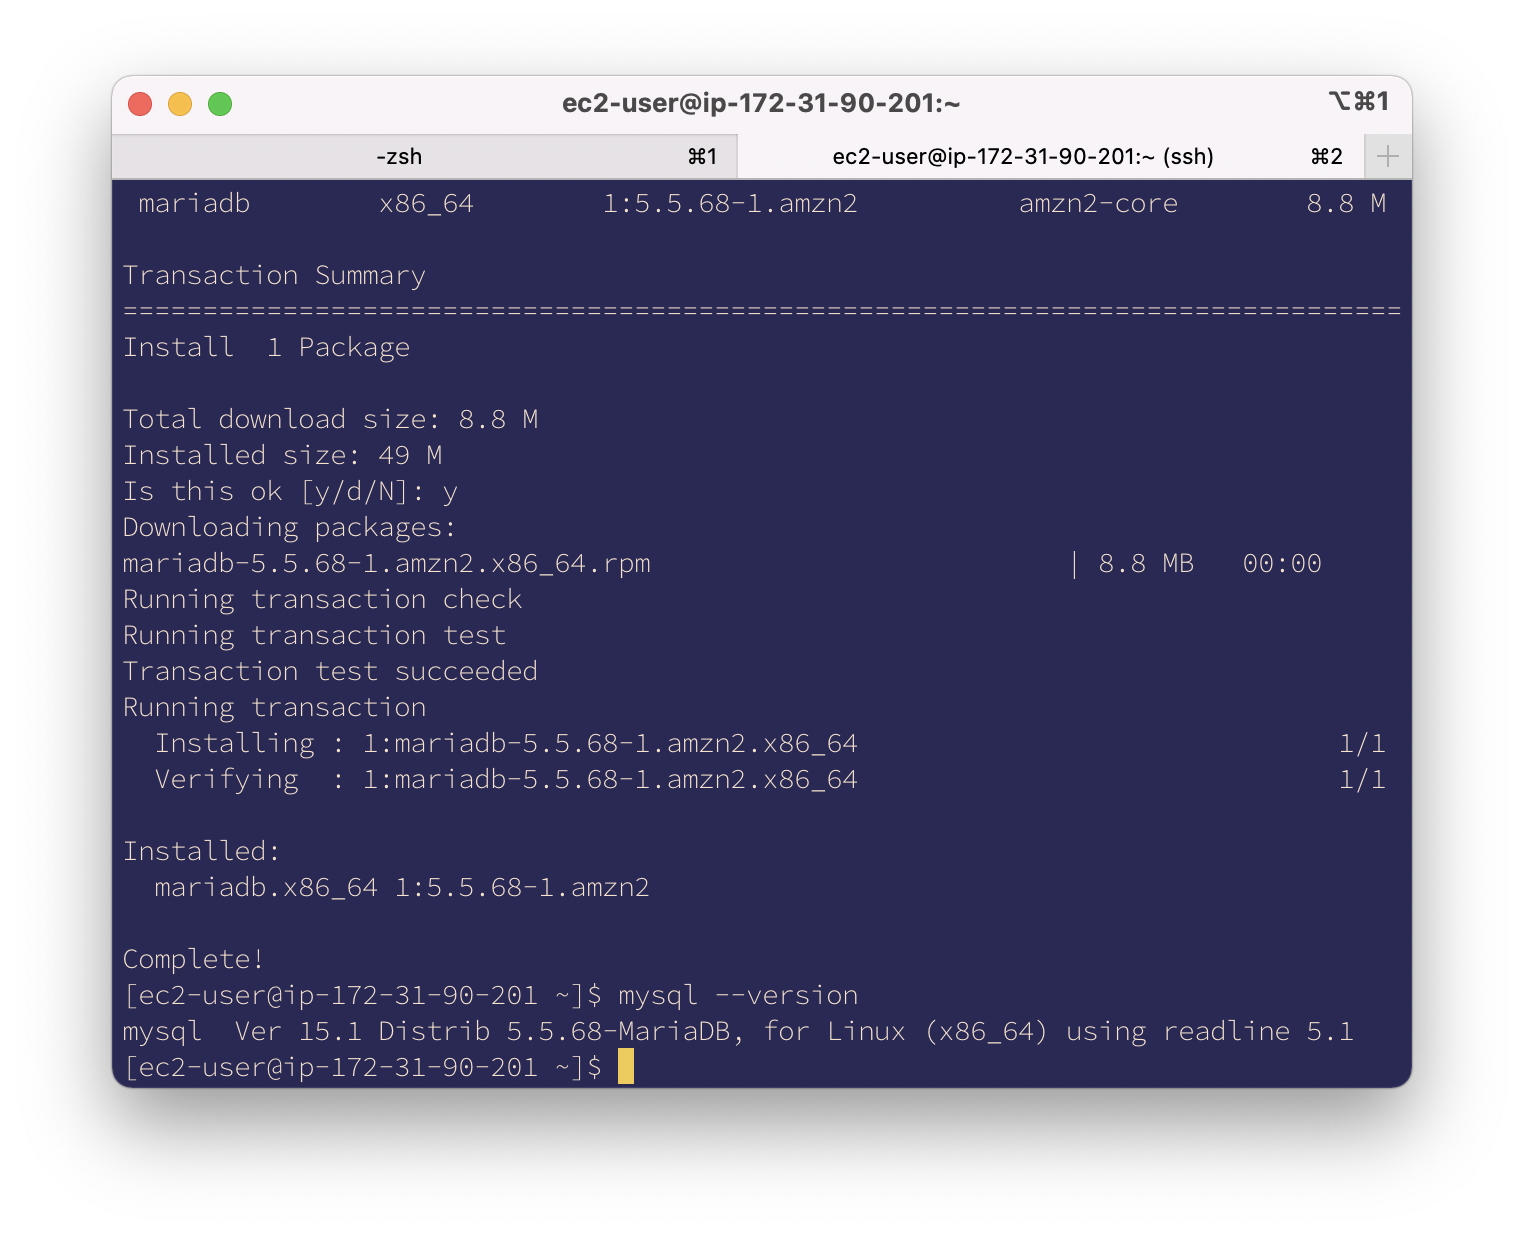 ec2-user@ip-172-31-90-201:~ ⌥⌘1
-zsh ⌘1 ec2-user@ip-172-31-90-201:~ (ssh) ⌘2 +
mariadb x86_64 1:5.5.68-1.amzn2 amzn2-core 8.8 M
Transaction Summary
================================================================================
Install  1 Package
Total download size: 8.8 M
Installed size: 49 M
Is this ok [y/d/N]: y
Downloading packages:
mariadb-5.5.68-1.amzn2.x86_64.rpm | 8.8 MB 00:00
Running transaction check
Running transaction test
Transaction test succeeded
Running transaction
Installing : 1:mariadb-5.5.68-1.amzn2.x86_64 1/1
Verifying  : 1:mariadb-5.5.68-1.amzn2.x86_64 1/1
Installed:
mariadb.x86_64 1:5.5.68-1.amzn2
Complete!
[ec2-user@ip-172-31-90-201 ~]$ mysql --version
mysql  Ver 15.1 Distrib 5.5.68-MariaDB, for Linux (x86_64) using readline 5.1
[ec2-user@ip-172-31-90-201 ~]$